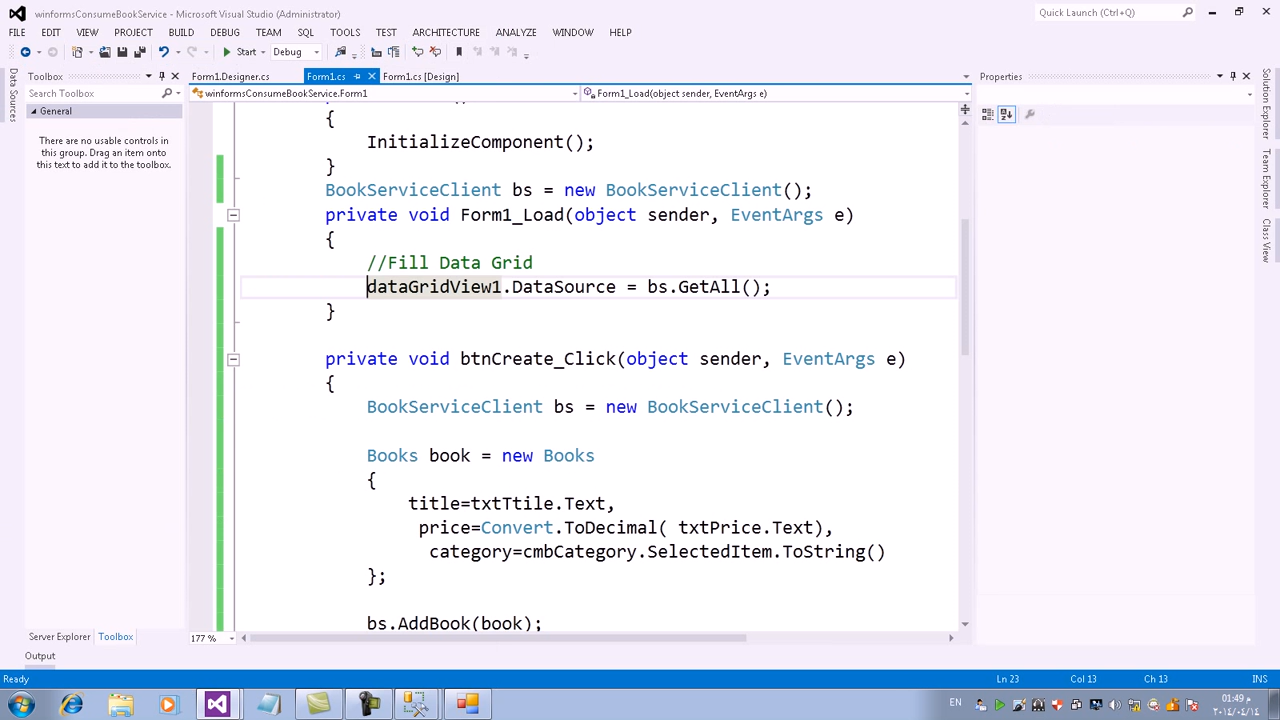 winformsConsumeBookService - Microsoft Visual Studio (Administrator)
Quick Launch (Ctrl+Q)
FILE EDIT VIEW PROJECT BUILD DEBUG TEAM SQL TOOLS TEST ARCHITECTURE ANALYZE WINDOW HELP
Start Debug
Toolbox
Form1.Designer.cs Form1.cs Form1.cs [Design]
Properties
Search Toolbox
winformsConsumeBookService.Form1
Form1_Load(object sender, EventArgs e)
General
There are no usable controls in
this group. Drag an item onto
this text to add it to the toolbox.
Data Sources
Solution Explorer
Team Explorer
Class View
{
InitializeComponent();
}
BookServiceClient bs = new BookServiceClient();
private void Form1_Load(object sender, EventArgs e)
{
//Fill Data Grid
dataGridView1.DataSource = bs.GetAll();
}
private void btnCreate_Click(object sender, EventArgs e)
{
BookServiceClient bs = new BookServiceClient();
Books book = new Books
{
title=txtTtile.Text,
price=Convert.ToDecimal( txtPrice.Text),
category=cmbCategory.SelectedItem.ToString()
};
bs.AddBook(book);
Server Explorer Toolbox
177 %
Output
Ready
Ln 23 Col 13 Ch 13 INS
EN
01:49 م
٢٠١٤/٠٤/١٤